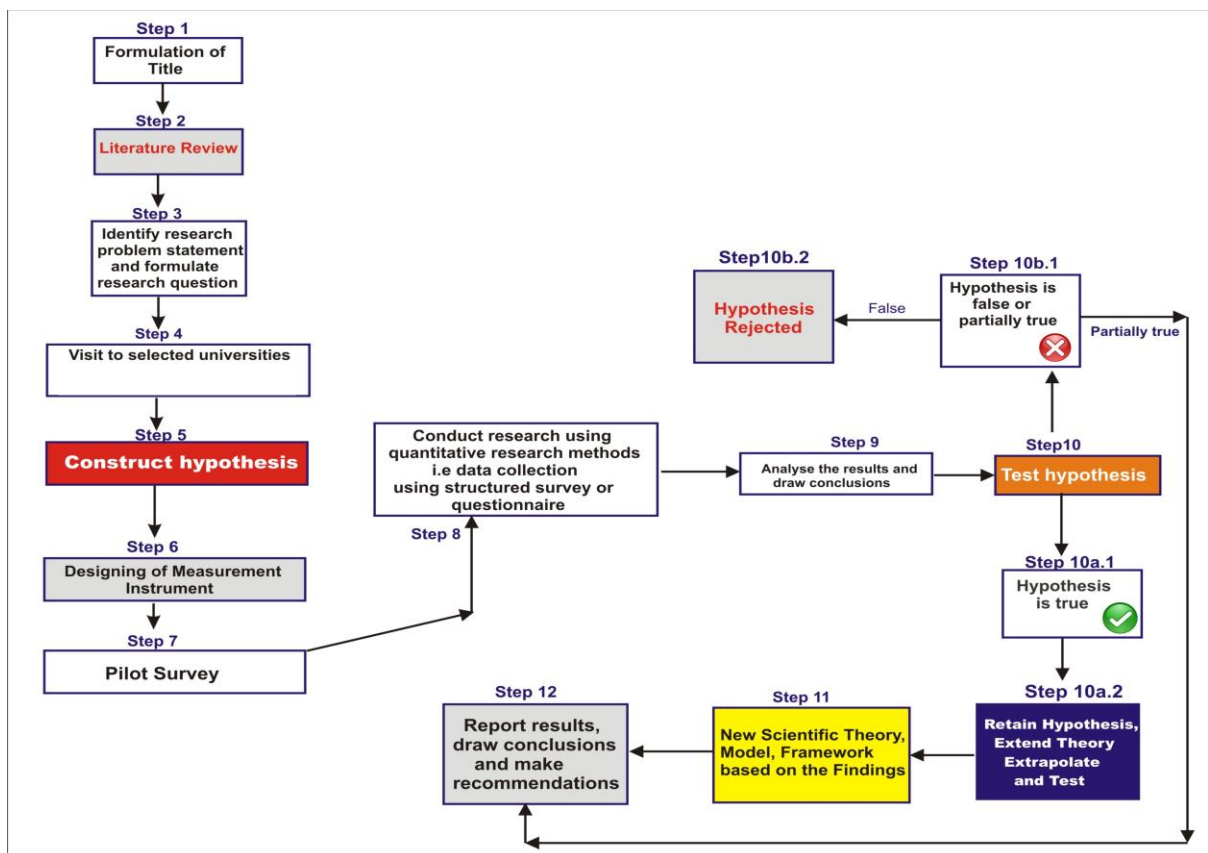 Step 1
Formulation of
Title
Step 2
Literature Review
Step 3
Identify research
problem statement
and formulate
research question
Step 4
Visit to selected universities
Step 5
Construct hypothesis
Step 6
Designing of Measurement
Instrument
Step 7
Pilot Survey
Step 8
Conduct research using
quantitative research methods
i.e data collection
using structured survey or
questionnaire
Step 9
Analyse the results and
draw conclusions
Step10
Test hypothesis
Step 10b.1
Hypothesis is
false or
partially true
False
Partially true
Step10b.2
Hypothesis
Rejected
Step 10a.1
Hypothesis
is true
Step 10a.2
Retain Hypothesis,
Extend Theory
Extrapolate
and Test
Step 11
New Scientific Theory,
Model, Framework
based on the Findings
Step 12
Report results,
draw conclusions
and make
recommendations